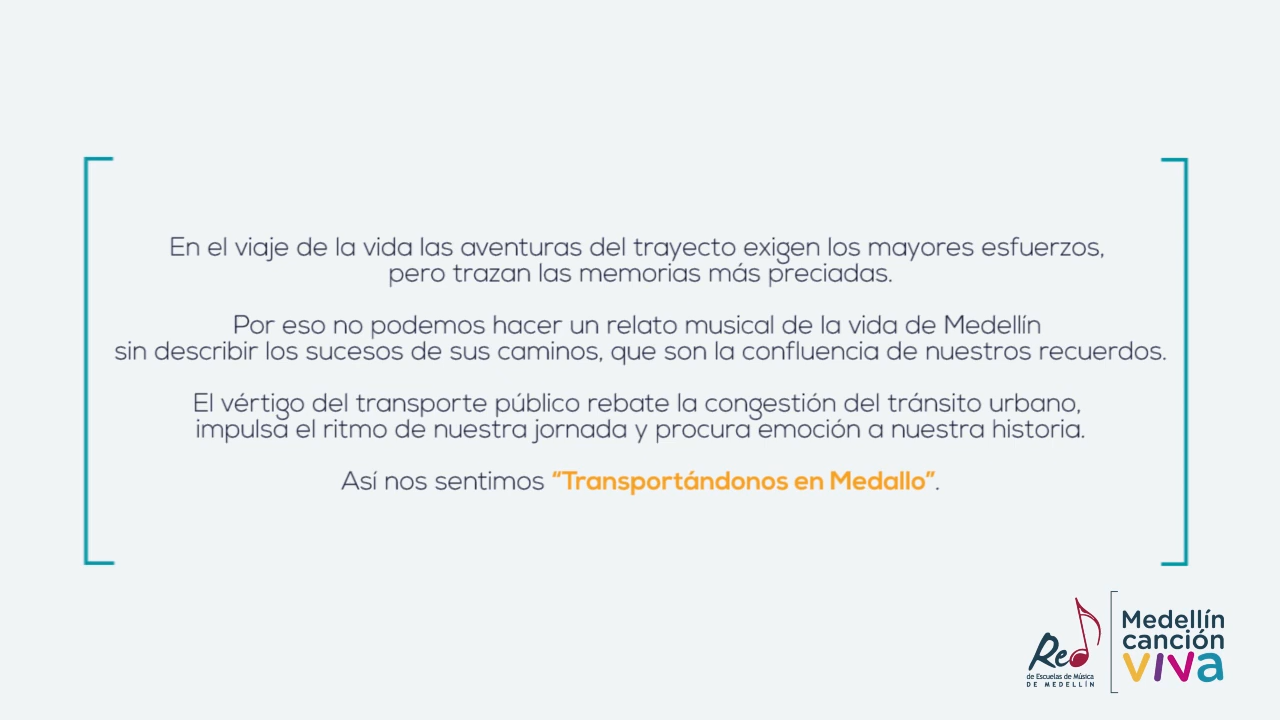 En el viaje de la vida las aventuras del trayecto exigen los mayores esfuerzos,
pero trazan las memorias más preciadas.
Por eso no podemos hacer un relato musical de la vida de Medellín
sin describir los sucesos de sus caminos, que son la confluencia de nuestros recuerdos.
El vértigo del transporte público rebate la congestión del tránsito urbano,
impulsa el ritmo de nuestra jornada y procura emoción a nuestra historia.
Así nos sentimos “Transportándonos en Medallo”.
Red
de Escuelas de Música
DE MEDELLÍN
Medellín
canción
viva